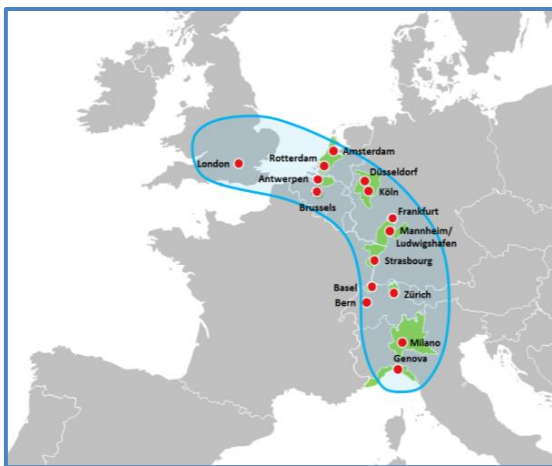 Amsterdam
Rotterdam
London
Düsseldorf
Antwerpen
Köln
Brussels
Frankfurt
Mannheim/
Ludwigshafen
Strasbourg
Basel
Zürich
Bern
Milano
Genova